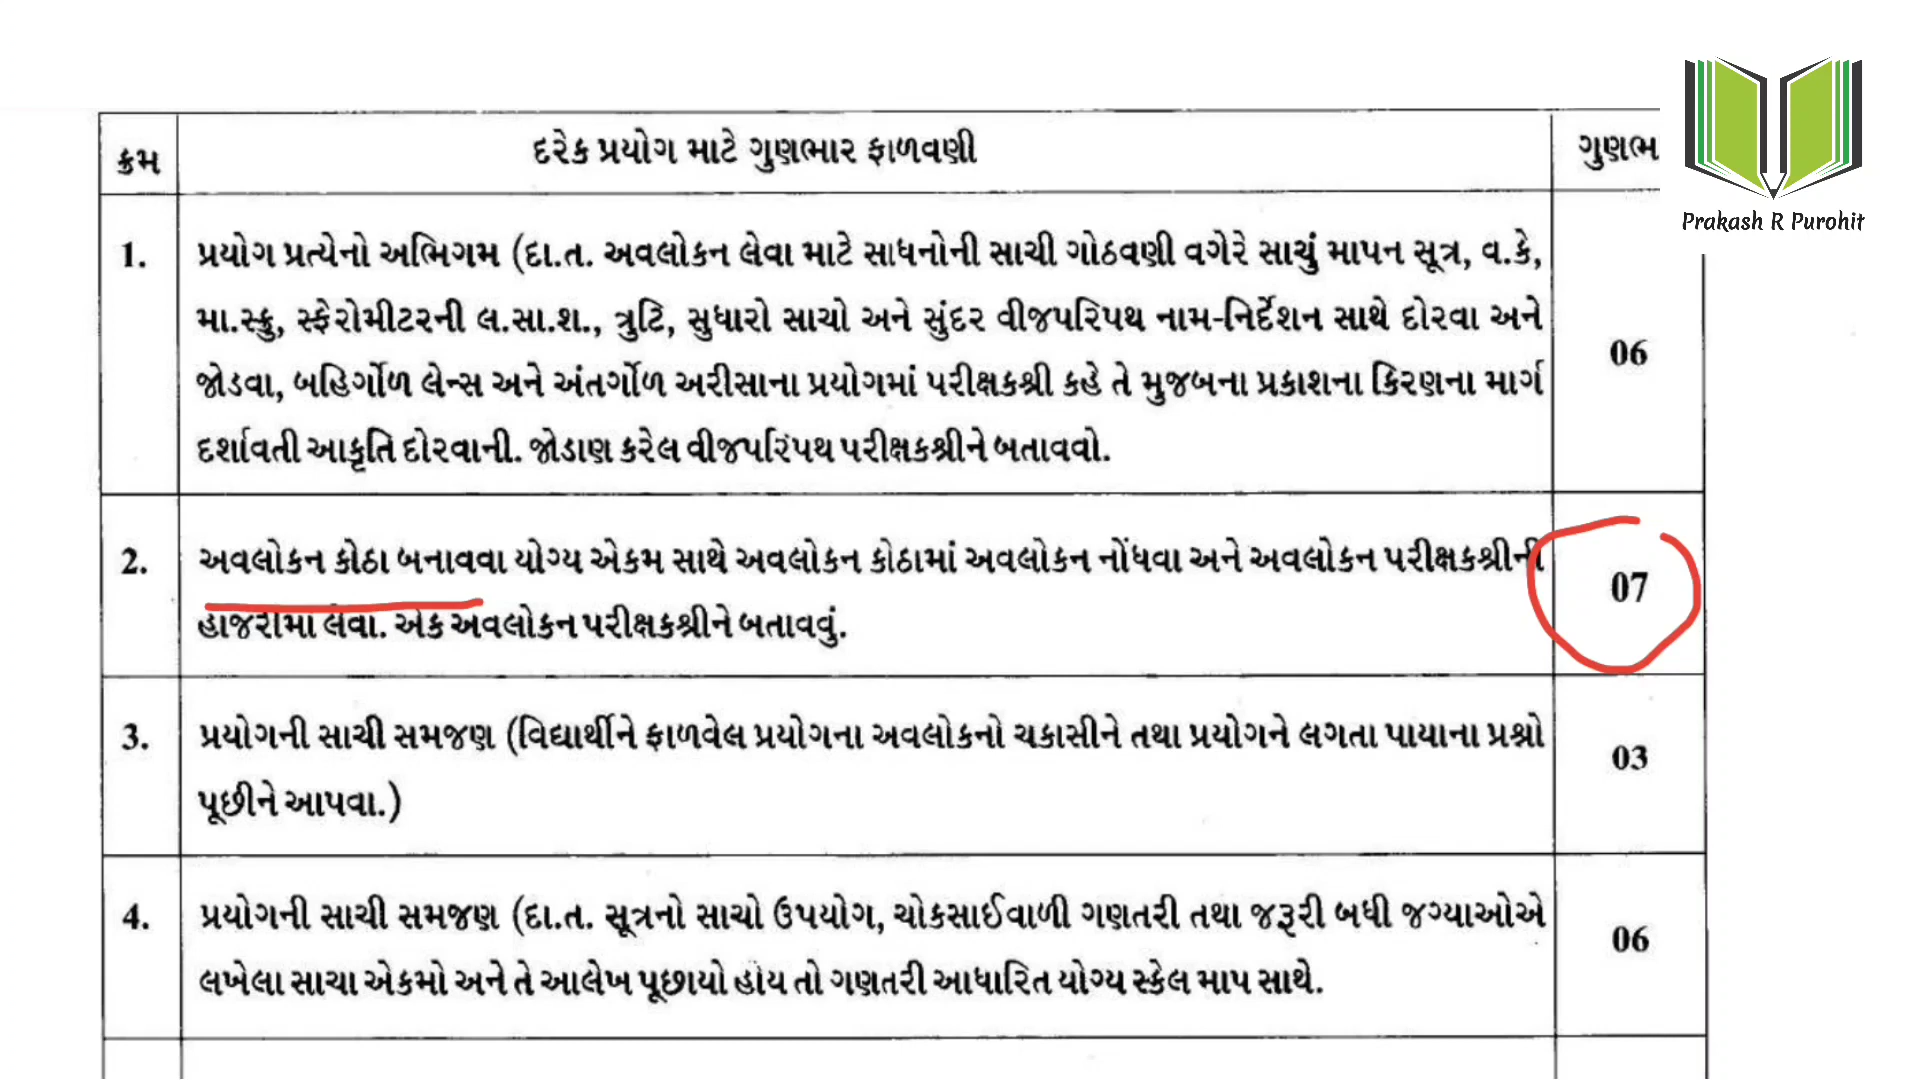 Prakash R Purohit
ક્રમ દરેક પ્રયોગ માટે ગુણભાર ફાળવણી ગુણભ
1. પ્રયોગ પ્રત્યેનો અભિગમ (દા.ત. અવલોકન લેવા માટે સાધનોની સાચી ગોઠવણી વગેરે સાચું માપન સૂત્ર, વ.કે,
મા.સ્ક્રુ, સ્ફેરોમીટરની લ.સા.શ., ત્રુટિ, સુધારો સાચો અને સુંદર વીજપરિપથ નામ-નિર્દેશન સાથે દોરવા અને
06
જોડવા, બહિર્ગોળ લેન્સ અને અંતર્ગોળ અરીસાના પ્રયોગમાં પરીક્ષકશ્રી કહે તે મુજબના પ્રકાશના કિરણના માર્ગ
દર્શાવતી આકૃતિ દોરવાની. જોડાણ કરેલ વીજપરિપથ પરીક્ષકશ્રીને બતાવવો.
2. અવલોકન કોઠા બનાવવા યોગ્ય એકમ સાથે અવલોકન કોઠામાં અવલોકન નોંધવા અને અવલોકન પરીક્ષકશ્રીની
07
હાજરીમા લેવા. એક અવલોકન પરીક્ષકશ્રીને બતાવવું.
3. પ્રયોગની સાચી સમજણ (વિદ્યાર્થીને ફાળવેલ પ્રયોગના અવલોકનો ચકાસીને તથા પ્રયોગને લગતા પાયાના પ્રશ્નો
03
પૂછીને આપવા.)
4. પ્રયોગની સાચી સમજણ (દા.ત. સૂત્રનો સાચો ઉપયોગ, ચોકસાઈવાળી ગણતરી તથા જરૂરી બધી જગ્યાઓએ
06
લખેલા સાચા એકમો અને તે આલેખ પૂછાયો હોય તો ગણતરી આધારિત યોગ્ય સ્કેલ માપ સાથે.